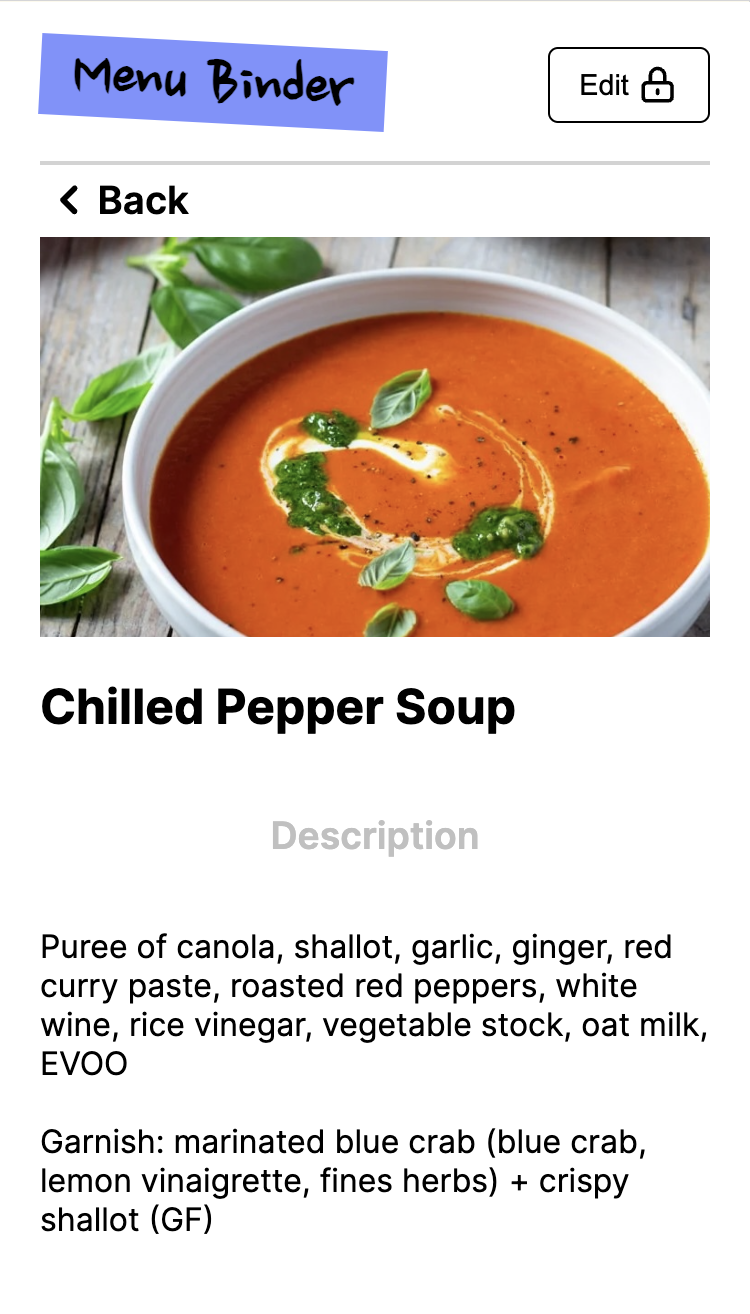 Menu Binder
Edit
Back
Chilled Pepper Soup
Description
Puree of canola, shallot, garlic, ginger, red
curry paste, roasted red peppers, white
wine, rice vinegar, vegetable stock, oat milk,
EVOO
Garnish: marinated blue crab (blue crab,
lemon vinaigrette, fines herbs) + crispy
shallot (GF)